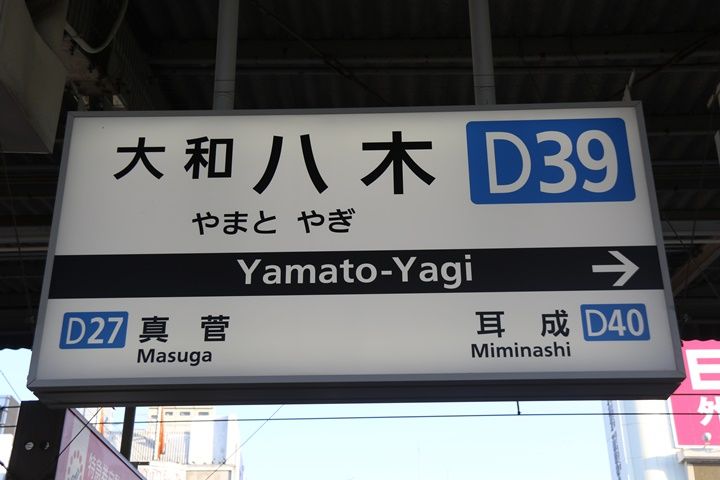 大和八木 D39
やまと やぎ
Yamato-Yagi →
D27 真菅
Masuga
耳成 D40
Miminashi